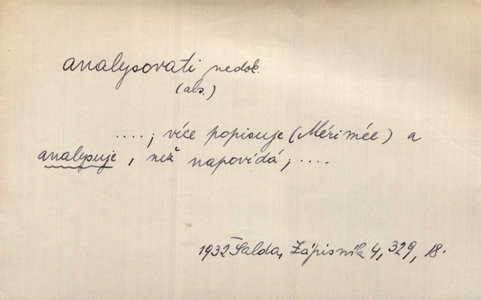 analysovati nedok.
(abs.)
....; více popisuje (Mérimée) a
analysuje, než napovídá; ....
1932 Šalda, Zápisník 4, 329, 18.